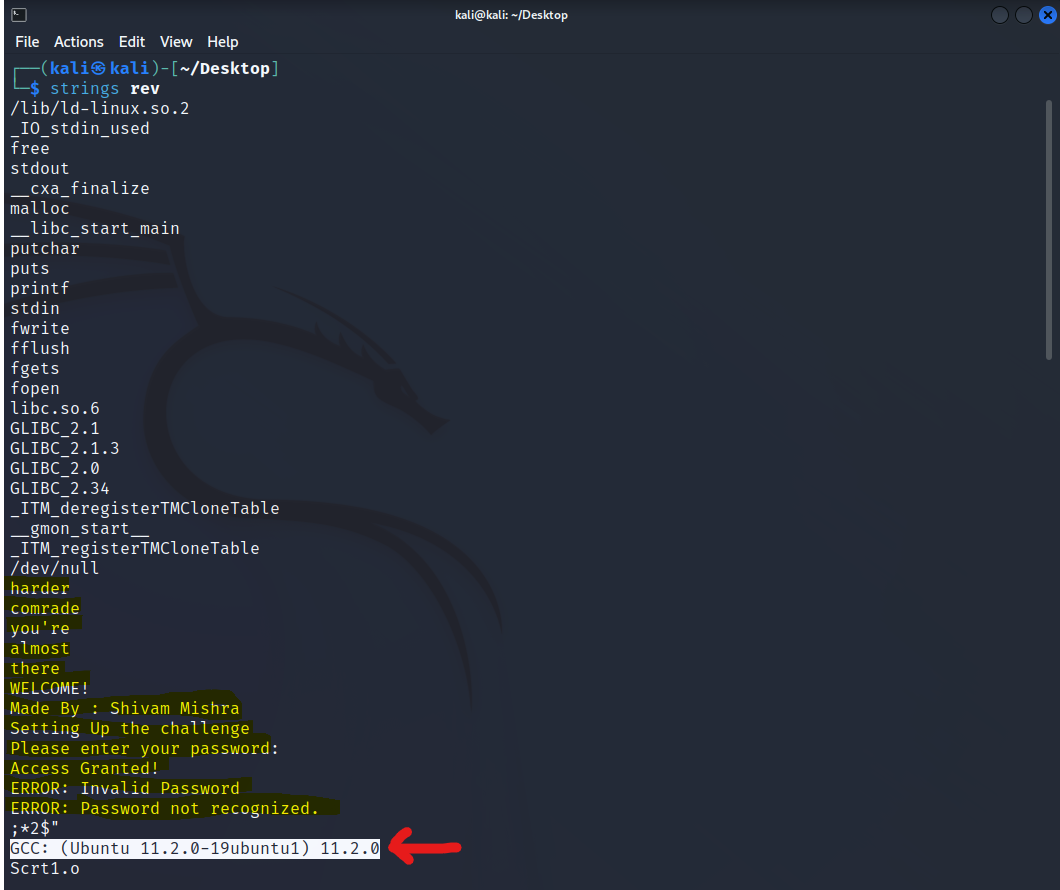 kali@kali: ~/Desktop
File Actions Edit View Help
┌──(kali㉿kali)-[~/Desktop]
└─$ strings rev
/lib/ld-linux.so.2
_IO_stdin_used
free
stdout
__cxa_finalize
malloc
__libc_start_main
putchar
puts
printf
stdin
fwrite
fflush
fgets
fopen
libc.so.6
GLIBC_2.1
GLIBC_2.1.3
GLIBC_2.0
GLIBC_2.34
_ITM_deregisterTMCloneTable
__gmon_start__
_ITM_registerTMCloneTable
/dev/null
harder
comrade
you're
almost
there
WELCOME!
Made By : Shivam Mishra
Setting Up the challenge
Please enter your password:
Access Granted!
ERROR: Invalid Password
ERROR: Password not recognized.
;*2$"
GCC: (Ubuntu 11.2.0-19ubuntu1) 11.2.0
Scrt1.o